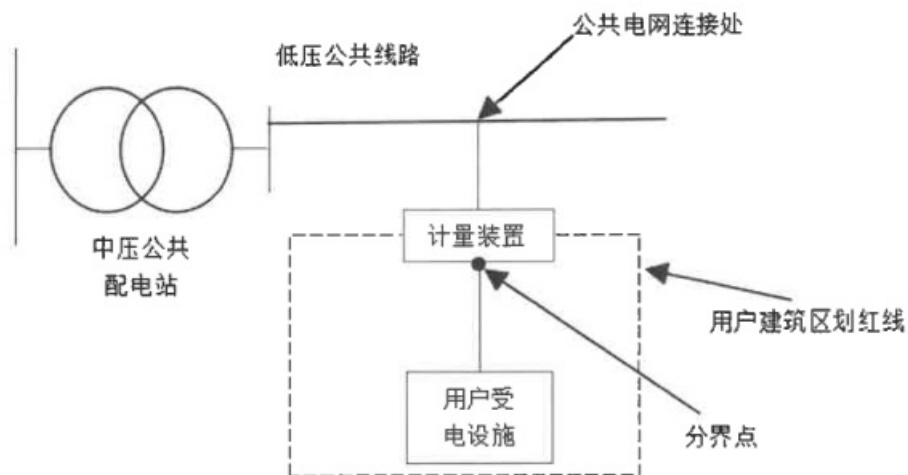 公共电网连接处
低压公共线路
中压公共
配电站
计量装置
用户建筑区划红线
用户受
电设施
分界点